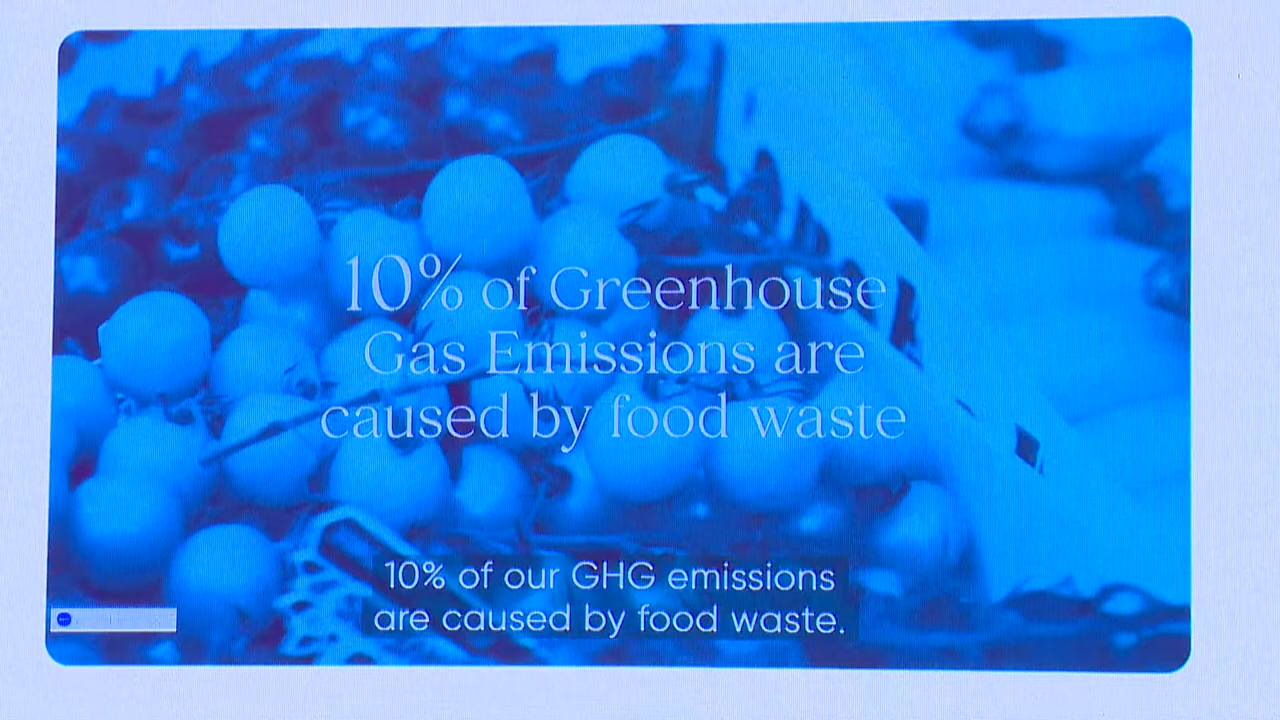 10% of Greenhouse
Gas Emissions are
caused by food waste
10% of our GHG emissions
are caused by food waste.